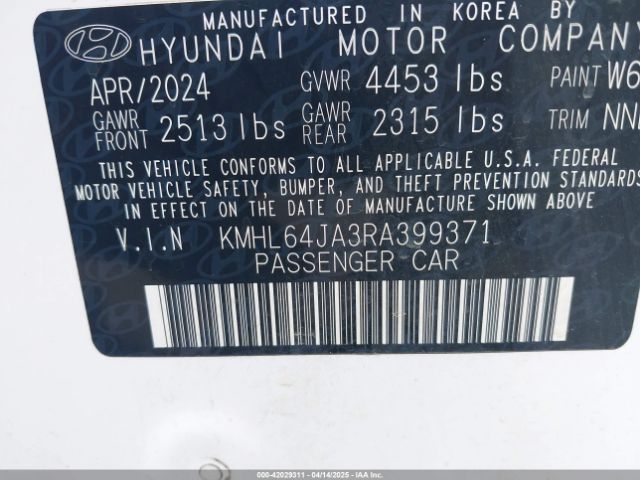 MANUFACTURED IN KOREA BY
HYUNDAI MOTOR COMPANY
APR/2024 GVWR 4453 lbs PAINT W6
GAWR FRONT 2513 lbs GAWR REAR 2315 lbs TRIM NN
THIS VEHICLE CONFORMS TO ALL APPLICABLE U.S.A. FEDERAL
MOTOR VEHICLE SAFETY, BUMPER, AND THEFT PREVENTION STANDARDS
IN EFFECT ON THE DATE OF MANUFACTURE SHOWN ABOVE
V.I.N KMHL64JA3RA399371
PASSENGER CAR
000-42029311 - 04/14/2025 - IAAI.com